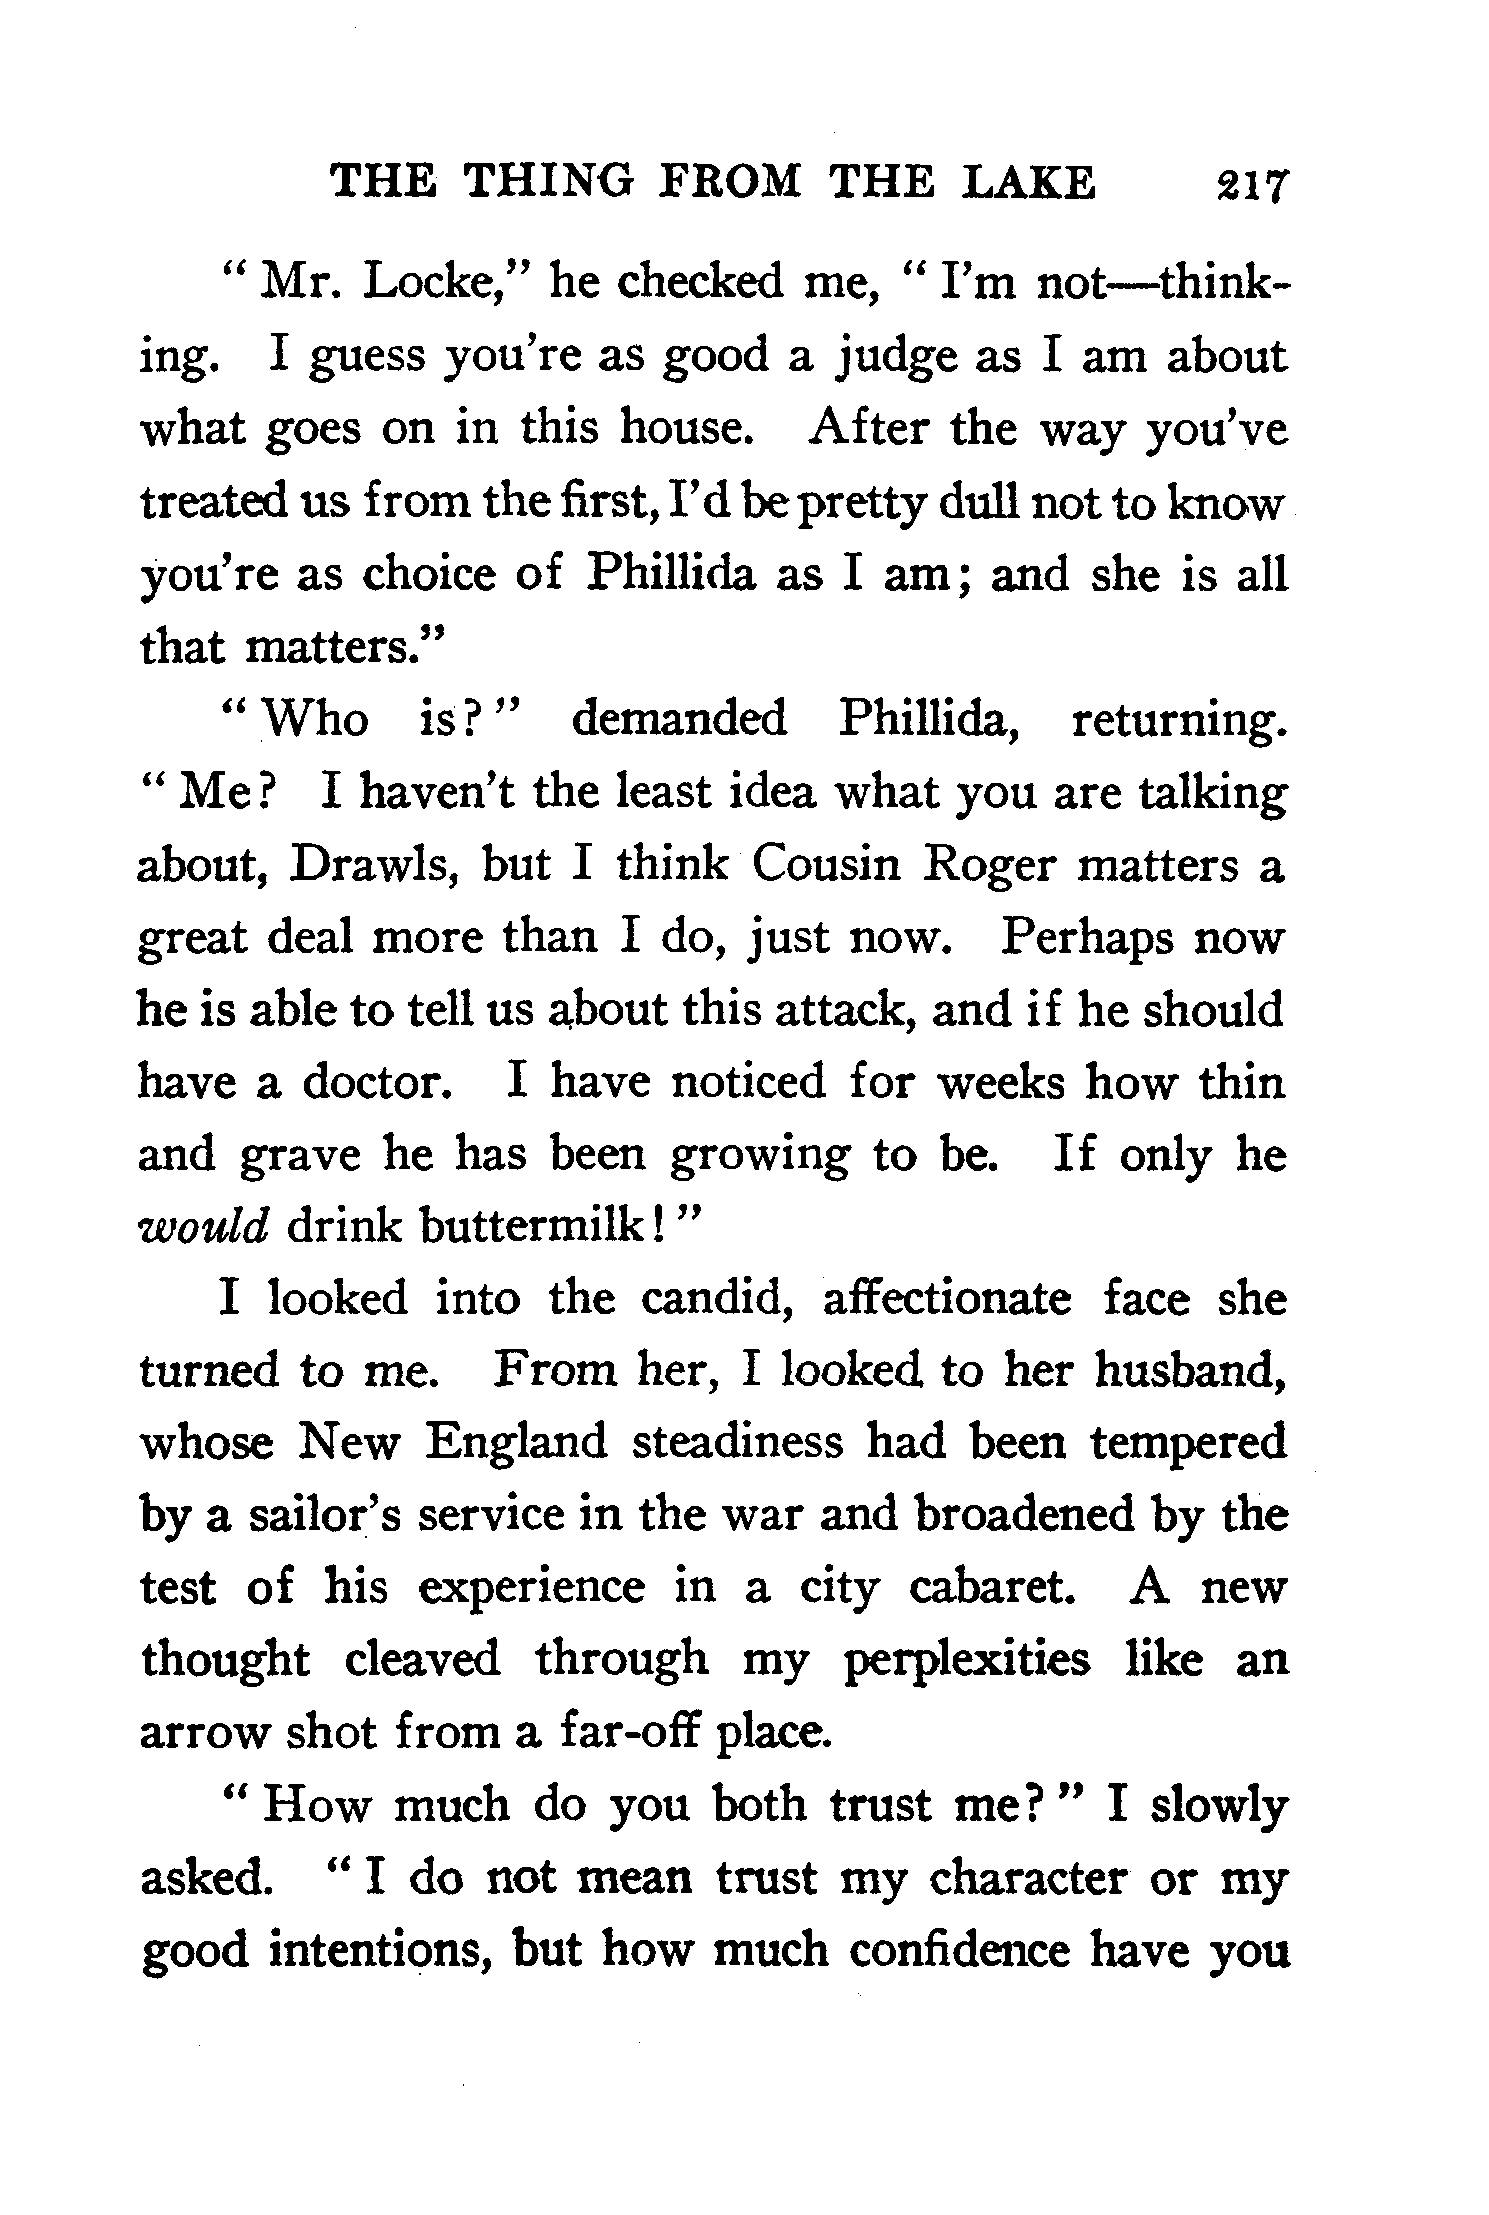 THE THING FROM THE LAKE 217
“ Mr. Locke,” he checked me, “ I’m not—think-
ing. I guess you’re as good a judge as I am about
what goes on in this house. After the way you’ve
treated us from the first, I’d be pretty dull not to know
you’re as choice of Phillida as I am; and she is all
that matters.”
“ Who is? ” demanded Phillida, returning.
“ Me? I haven’t the least idea what you are talking
about, Drawls, but I think Cousin Roger matters a
great deal more than I do, just now. Perhaps now
he is able to tell us about this attack, and if he should
have a doctor. I have noticed for weeks how thin
and grave he has been growing to be. If only he
would drink buttermilk! ”
I looked into the candid, affectionate face she
turned to me. From her, I looked to her husband,
whose New England steadiness had been tempered
by a sailor’s service in the war and broadened by the
test of his experience in a city cabaret. A new
thought cleaved through my perplexities like an
arrow shot from a far-off place.
“ How much do you both trust me? ” I slowly
asked. “ I do not mean trust my character or my
good intentions, but how much confidence have you